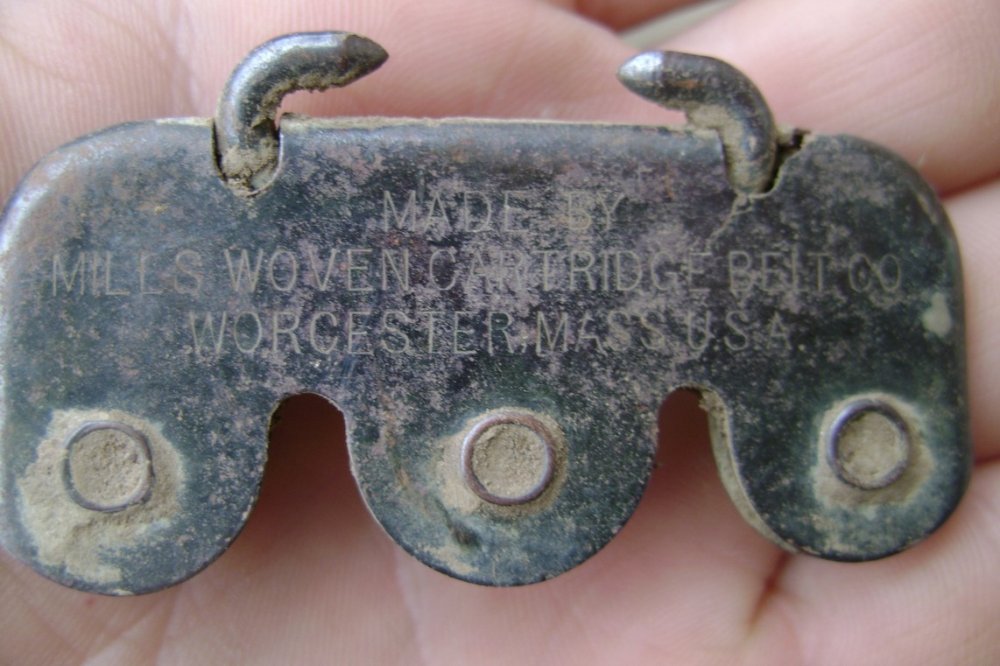 MADE BY
MILLS WOVEN CARTRIDGE BELT CO
WORCESTER, MASS. U.S.A.